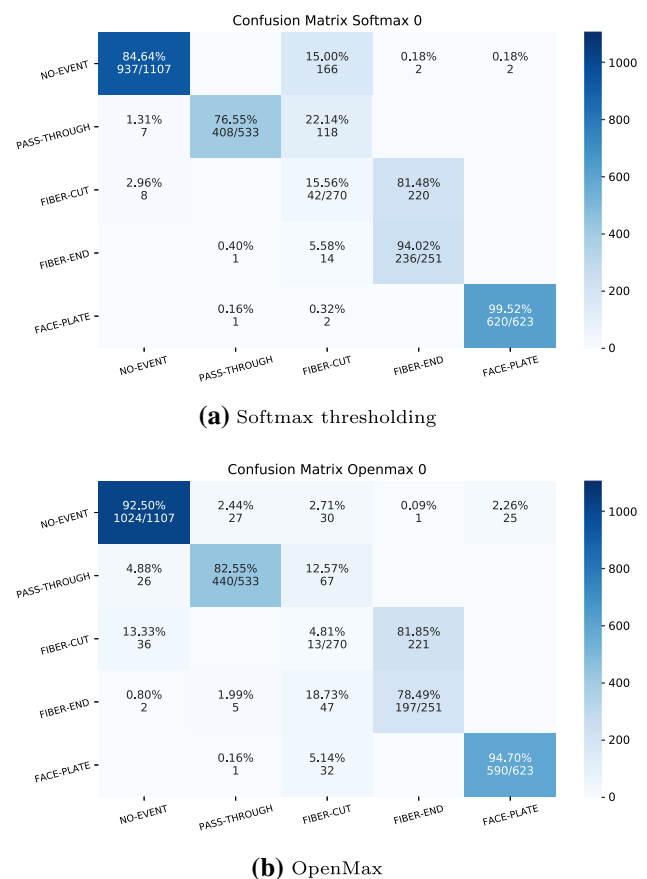 Confusion Matrix Softmax 0
NO-EVENT 84.64% 15.00% 0.18% 0.18% 1000
937/1107 166 2 2
PASS-THROUGH 1.31% 76.55% 22.14% 800
7 408/533 118
FIBER-CUT 2.96% 15.56% 81.48% 600
8 42/270 220
FIBER-END 0.40% 5.58% 94.02% 400
1 14 236/251
FACE-PLATE 0.16% 0.32% 99.52% 200
1 2 620/623 0
NO-EVENT PASS-THROUGH FIBER-CUT FIBER-END FACE-PLATE
(a) Softmax thresholding
Confusion Matrix Openmax 0
NO-EVENT 92.50% 2.44% 2.71% 0.09% 2.26% 1000
1024/1107 27 30 1 25
PASS-THROUGH 4.88% 82.55% 12.57% 800
26 440/533 67
FIBER-CUT 13.33% 4.81% 81.85% 600
36 13/270 221
FIBER-END 0.80% 1.99% 18.73% 78.49% 400
2 5 47 197/251
FACE-PLATE 0.16% 5.14% 94.70% 200
1 32 590/623 0
NO-EVENT PASS-THROUGH FIBER-CUT FIBER-END FACE-PLATE
(b) OpenMax